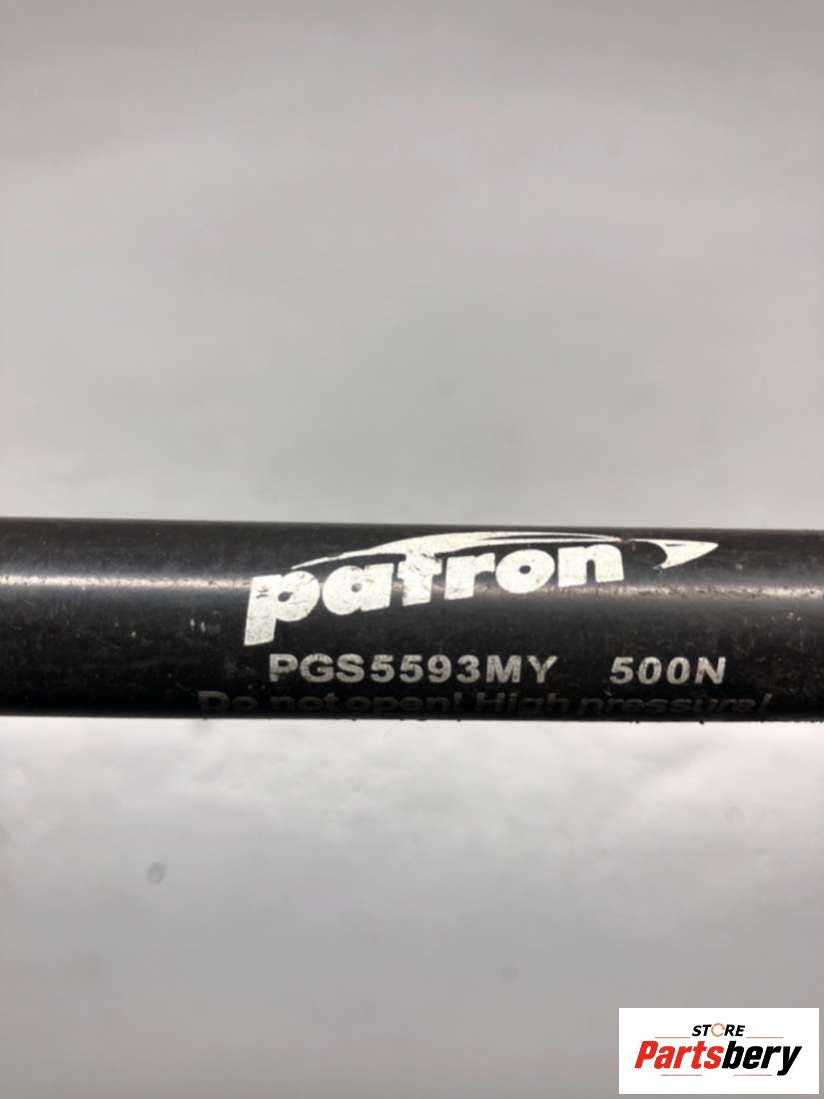 patron
PGS5593MY 500N
Do not open! High pressure!
STORE
Partsbery